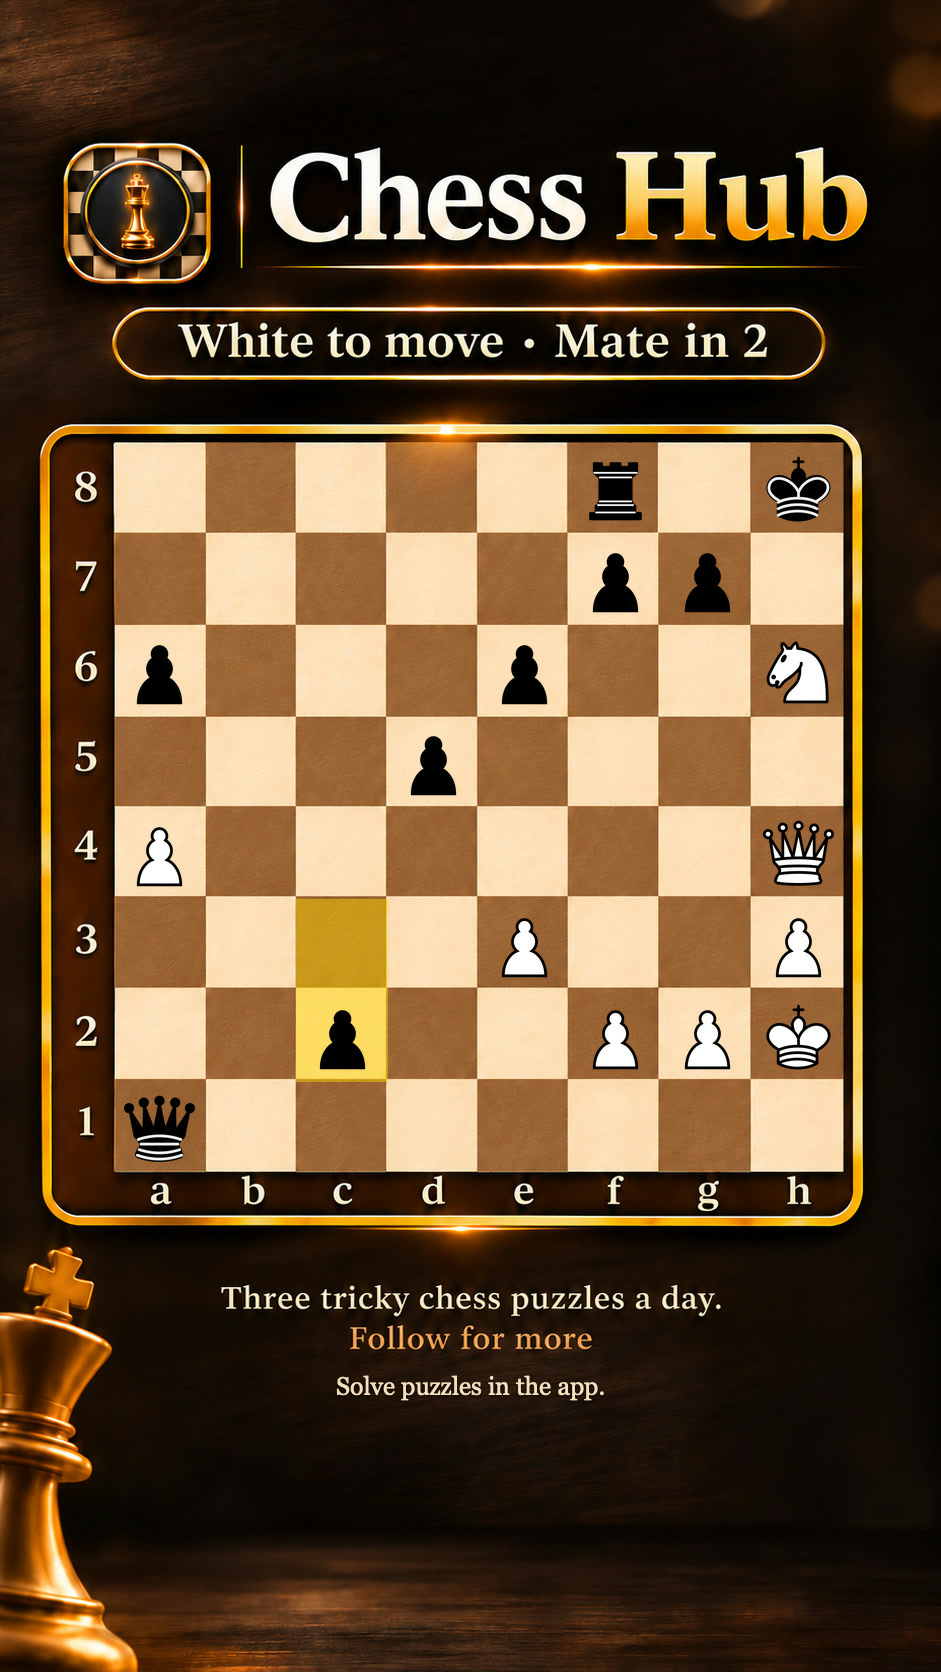 Chess Hub
White to move • Mate in 2
8
7
6
5
4
3
2
1
a b c d e f g h
Three tricky chess puzzles a day.
Follow for more
Solve puzzles in the app.